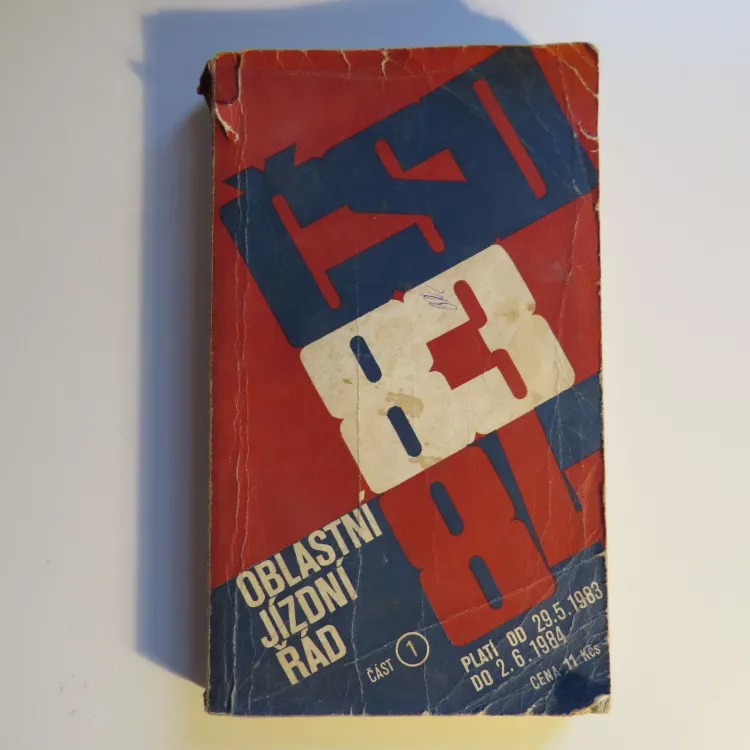 ČSD
83
84
OBLASTNÍ
JÍZDNÍ
ŘÁD
ČÁST 1
PLATÍ OD 29.5.1983
DO 2.6.1984
CENA 11 Kčs